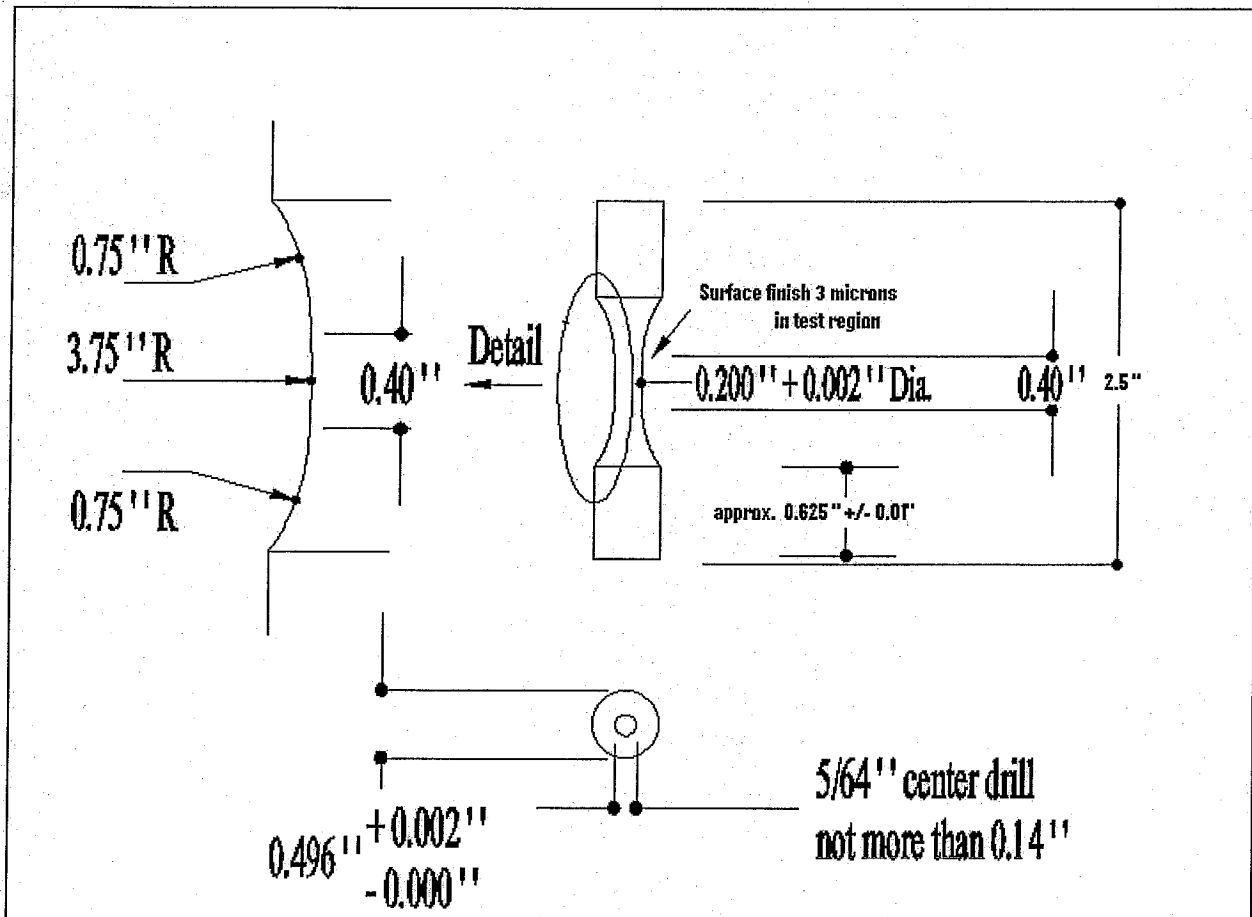 0.75" R
3.75" R
0.75" R
0.40"
Detail
Surface finish 3 microns
in test region
0.200" + 0.002" Dia.
0.40"
2.5"
approx. 0.625" +/- 0.01"
0.496"
+ 0.002"
- 0.000"
5/64" center drill
not more than 0.14"